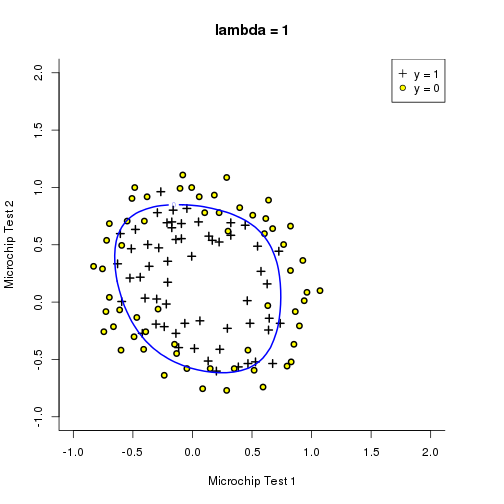 lambda = 1
y = 1
y = 0
Microchip Test 2
2.0
1.5
1.0
0.5
0.0
-0.5
-1.0
-1.0 -0.5 0.0 0.5 1.0 1.5 2.0
Microchip Test 1